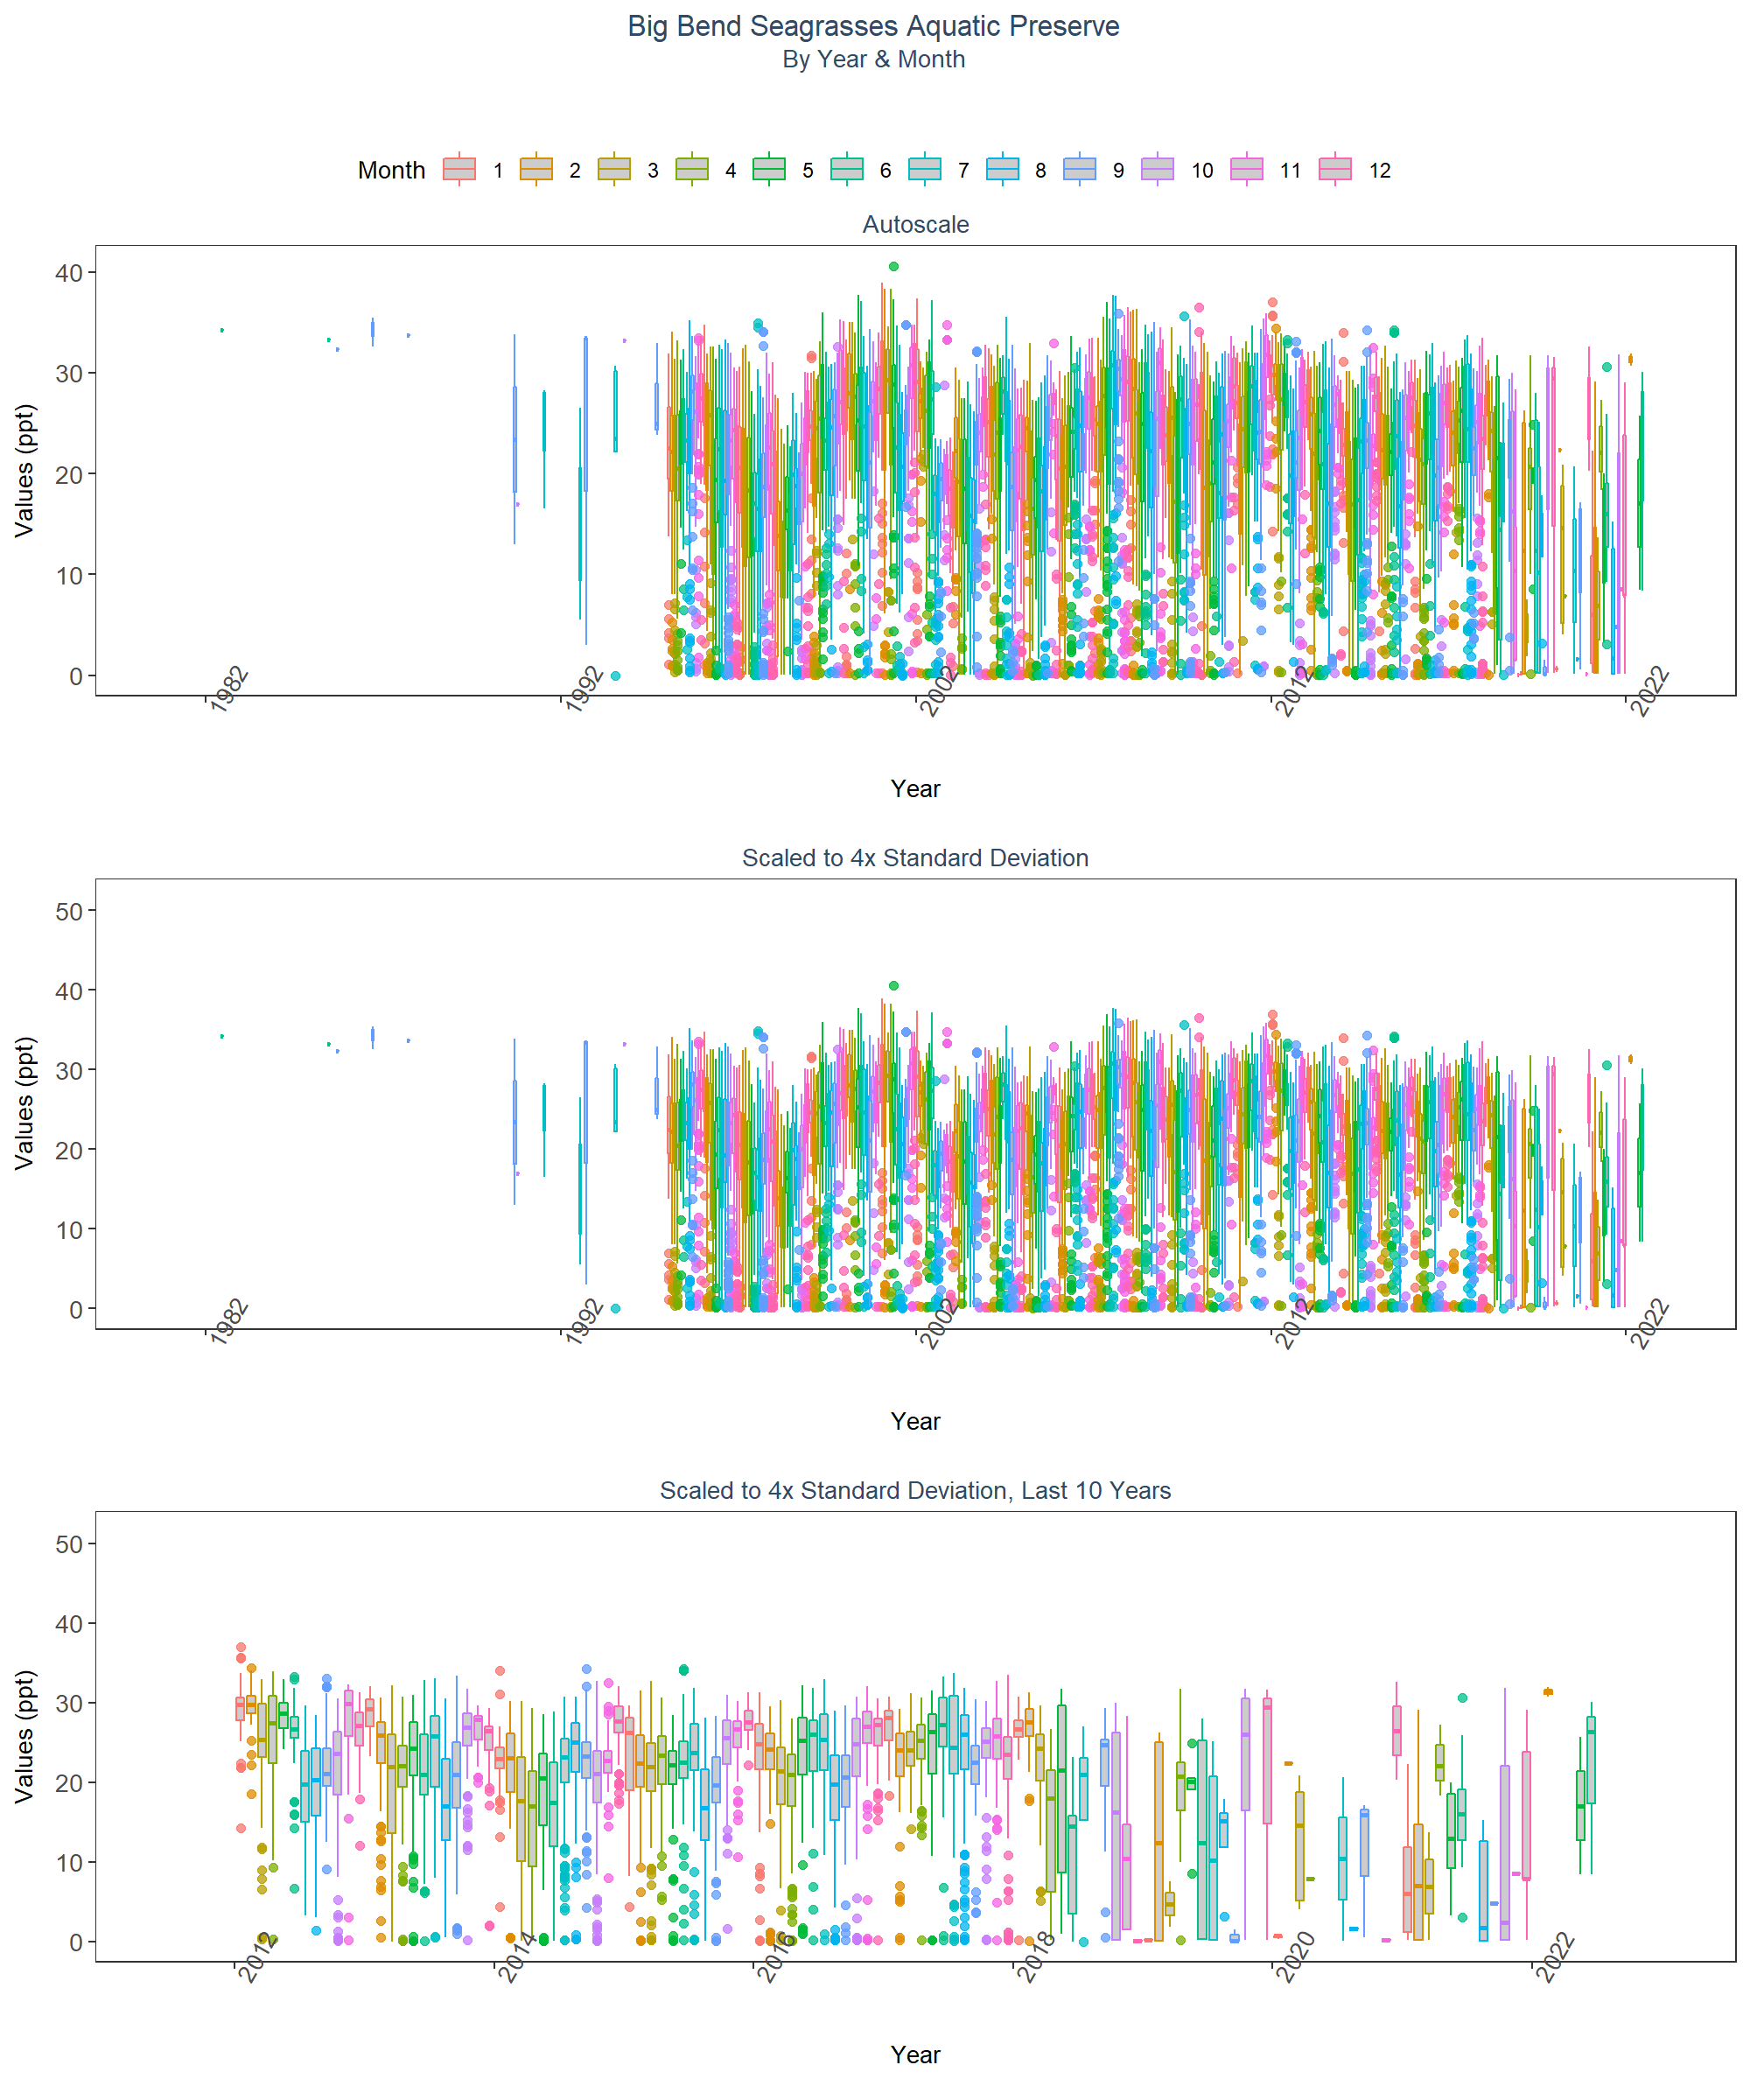 Big Bend Seagrasses Aquatic Preserve
By Year & Month
Month 1 2 3 4 5 6 7 8 9 10 11 12
Autoscale
Values (ppt)
40
30
20
10
0
1982 1992 2002 2012 2022
Year
Scaled to 4x Standard Deviation
Values (ppt)
50
40
30
20
10
0
1982 1992 2002 2012 2022
Year
Scaled to 4x Standard Deviation, Last 10 Years
Values (ppt)
50
40
30
20
10
0
2012 2014 2016 2018 2020 2022
Year